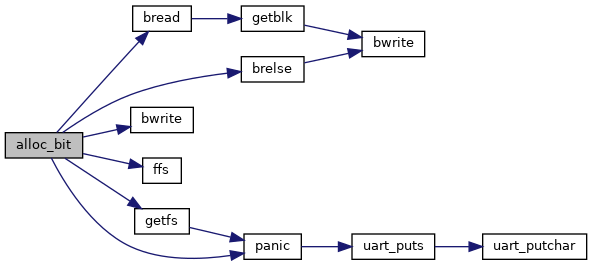 bread
getblk
bwrite
brelse
bwrite
alloc_bit
ffs
getfs
panic
uart_puts
uart_putchar